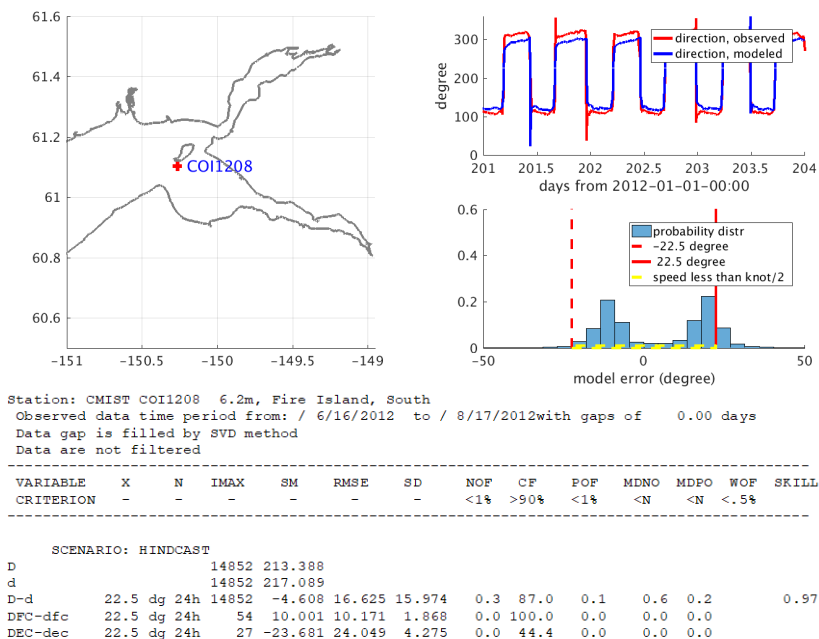 61.6
61.4
61.2
61
60.8
60.6
−151
−150.5
−150
−149.5
−149
COI1208
degree
300
200
100
0
direction, observed
direction, modeled
201
201.5
202
202.5
203
203.5
204
days from 2012-01-01-00:00
0.6
0.4
0.2
0
probability distr
-22.5 degree
22.5 degree
speed less than knot/2
−50
0
50
model error (degree)
Station: CMIST COI1208 6.2m, Fire Island, South
Observed data time period from: / 6/16/2012 to / 8/17/2012with gaps of 0.00 days
Data gap is filled by SVD method
Data are not filtered
VARIABLE X N IMAX SM RMSE SD NOF CF POF MDNO MDPO WOF SKILL
CRITERION - - - - - - <1% >90% <1% <N <N <.5%
SCENARIO: HINDCAST
D 14852 213.388
d 14852 217.089
D-d 22.5 dg 24h 14852 -4.608 16.625 15.974 0.3 87.0 0.1 0.6 0.2 0.97
DFC-dfc 22.5 dg 24h 54 10.001 10.171 1.868 0.0 100.0 0.0 0.0 0.0
DEC-dec 22.5 dg 24h 27 -23.681 24.049 4.275 0.0 44.4 0.0 0.0 0.0